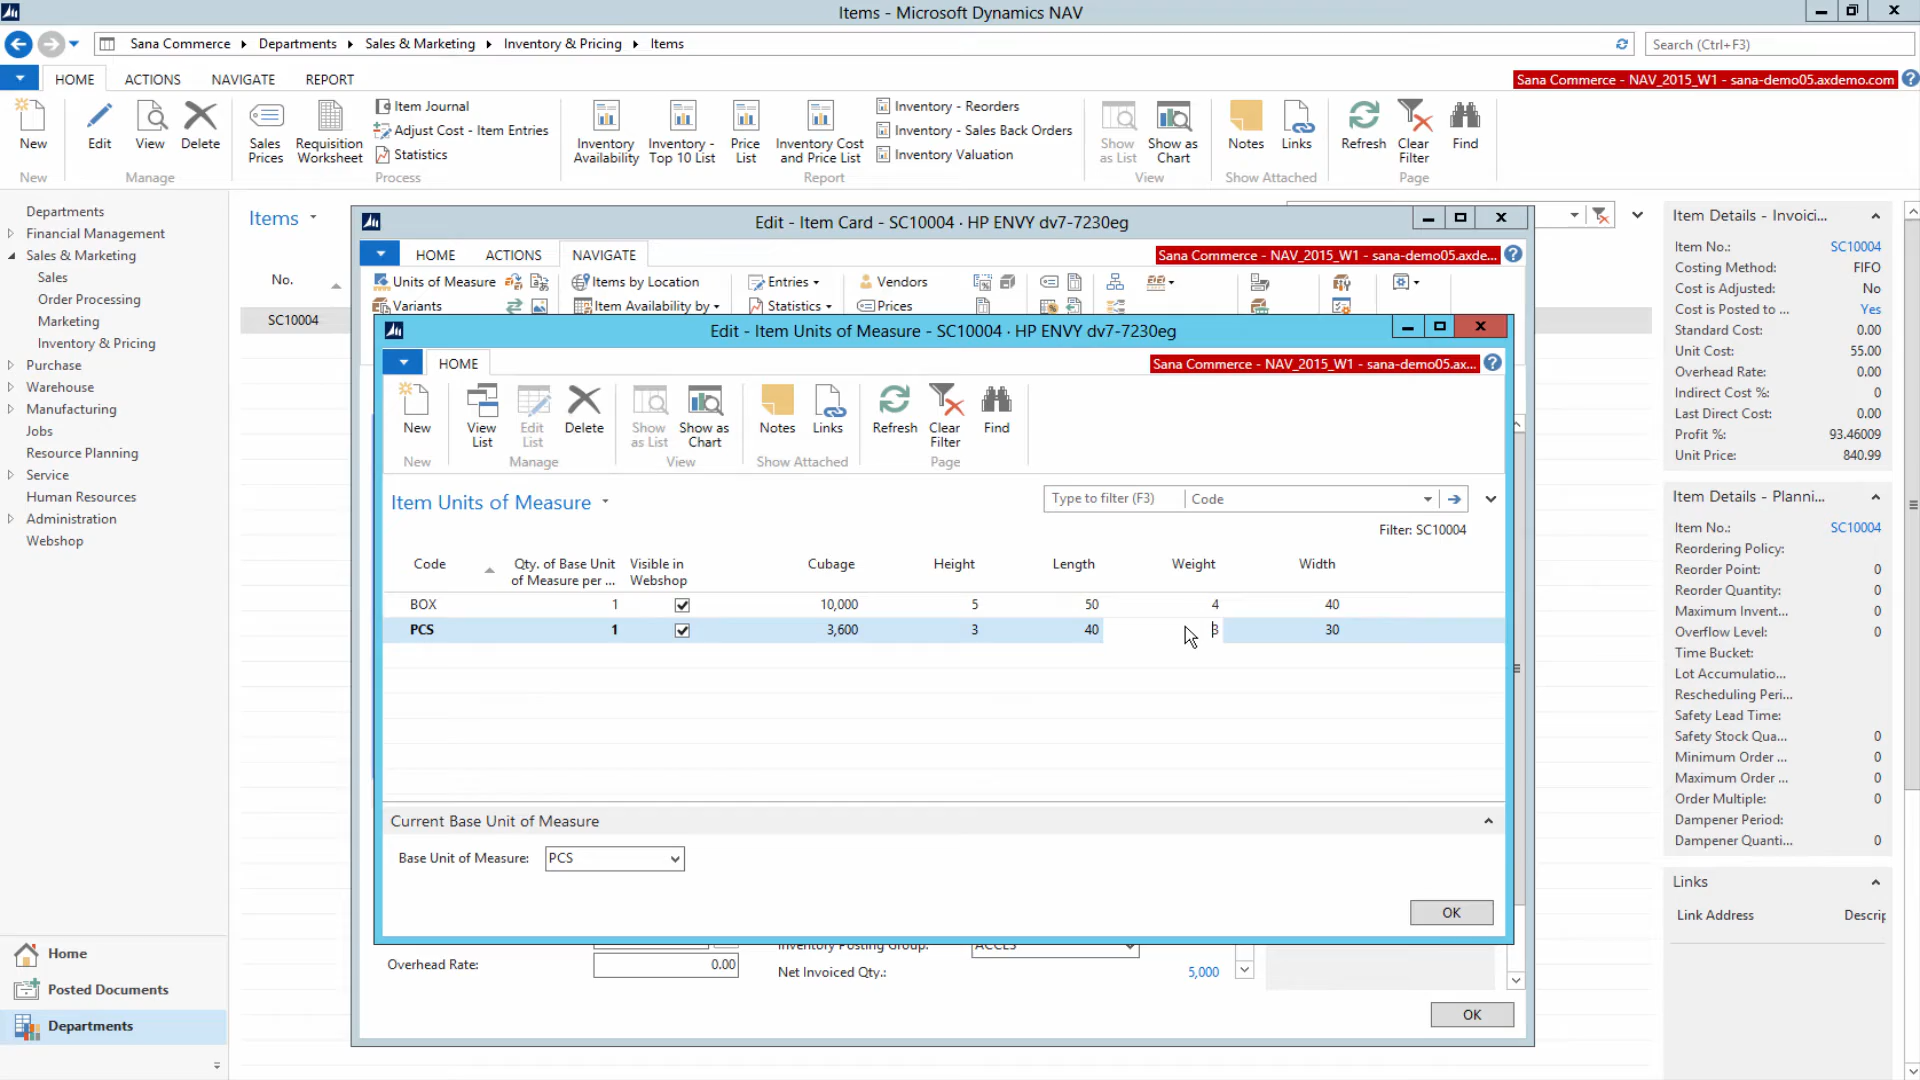 Items - Microsoft Dynamics NAV
Sana Commerce Departments Sales & Marketing Inventory & Pricing Items
Search (Ctrl+F3)
HOME ACTIONS NAVIGATE REPORT
Sana Commerce - NAV_2015_W1 - sana-demo05.axdemo.com
New
Edit
View
Delete
Sales Prices
Requisition Worksheet
Item Journal
Adjust Cost - Item Entries
Statistics
Inventory Availability
Inventory - Top 10 List
Price List
Inventory Cost and Price List
Inventory - Reorders
Inventory - Sales Back Orders
Inventory Valuation
Show as List
Show as Chart
Notes
Links
Refresh
Clear Filter
Find
New Manage Process Report View Show Attached Page
Departments
Financial Management
Sales & Marketing
Sales
Order Processing
Marketing
Inventory & Pricing
Purchase
Warehouse
Manufacturing
Jobs
Resource Planning
Service
Human Resources
Administration
Webshop
Home
Posted Documents
Departments
Items
No.
SC10004
Edit - Item Card - SC10004 · HP ENVY dv7-7230eg
HOME ACTIONS NAVIGATE
Sana Commerce - NAV_2015_W1 - sana-demo05.axde...
Units of Measure Items by Location Entries Vendors
Variants Item Availability by Statistics Prices
Edit - Item Units of Measure - SC10004 · HP ENVY dv7-7230eg
HOME
Sana Commerce - NAV_2015_W1 - sana-demo05.ax...
New
View List
Edit List
Delete
Show as List
Show as Chart
Notes
Links
Refresh
Clear Filter
Find
New Manage View Show Attached Page
Item Units of Measure
Type to filter (F3) Code
Filter: SC10004
Code Qty. of Base Unit of Measure per ... Visible in Webshop Cubage Height Length Weight Width
BOX 1 10,000 5 50 4 40
PCS 1 3,600 3 40 3 30
Current Base Unit of Measure
Base Unit of Measure: PCS
OK
Inventory Posting Group: ACCES
Overhead Rate: 0.00 Net Invoiced Qty.: 5,000
OK
Item Details - Invoici...
Item No.: SC10004
Costing Method: FIFO
Cost is Adjusted: No
Cost is Posted to ... Yes
Standard Cost: 0.00
Unit Cost: 55.00
Overhead Rate: 0.00
Indirect Cost %: 0
Last Direct Cost: 0.00
Profit %: 93.46009
Unit Price: 840.99
Item Details - Planni...
Item No.: SC10004
Reordering Policy:
Reorder Point: 0
Reorder Quantity: 0
Maximum Invent... 0
Overflow Level: 0
Time Bucket:
Lot Accumulatio...
Rescheduling Peri...
Safety Lead Time:
Safety Stock Qua... 0
Minimum Order ... 0
Maximum Order ... 0
Order Multiple: 0
Dampener Period:
Dampener Quanti... 0
Links
Link Address Descrip